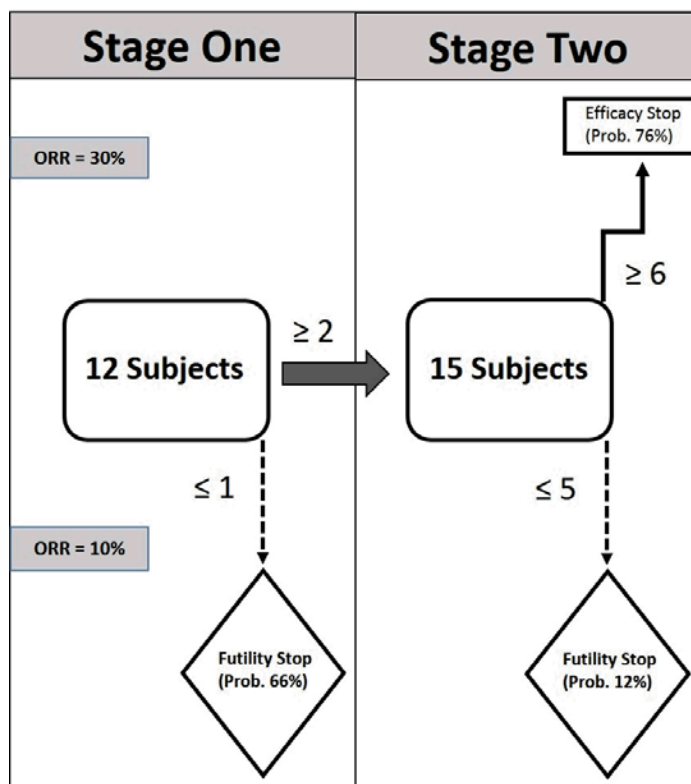 Stage One
Stage Two
Efficacy Stop
(Prob. 76%)
ORR = 30%
≥ 6
≥ 2
12 Subjects
15 Subjects
≤ 1
≤ 5
ORR = 10%
Futility Stop
(Prob. 66%)
Futility Stop
(Prob. 12%)